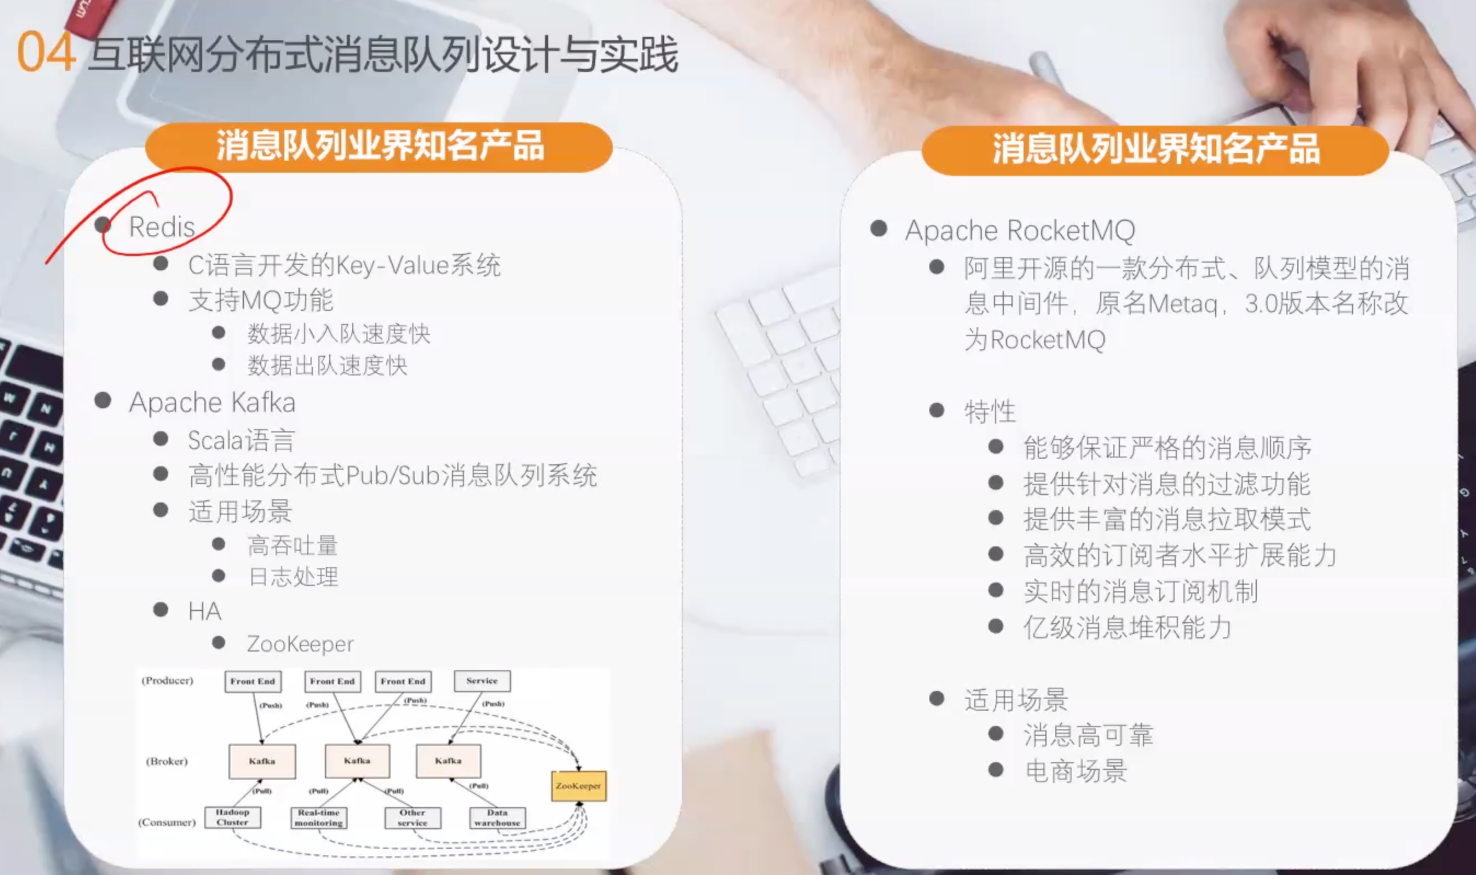 04 互联网分布式消息队列设计与实践
消息队列业界知名产品
Redis
C语言开发的Key-Value系统
支持MQ功能
数据小入队速度快
数据出队速度快
Apache Kafka
Scala语言
高性能分布式Pub/Sub消息队列系统
适用场景
高吞吐量
日志处理
HA
ZooKeeper
(Producer) Front End Front End Front End Service
(Push) (Push) (Push) (Push)
(Broker) Kafka Kafka Kafka
ZooKeeper
(Pull) (Pull) (Pull) (Pull)
(Consumer) Hadoop Cluster Real-time monitoring Other service Data warehouse
消息队列业界知名产品
Apache RocketMQ
阿里开源的一款分布式、队列模型的消
息中间件，原名Metaq，3.0版本名称改
为RocketMQ
特性
能够保证严格的消息顺序
提供针对消息的过滤功能
提供丰富的消息拉取模式
高效的订阅者水平扩展能力
实时的消息订阅机制
亿级消息堆积能力
适用场景
消息高可靠
电商场景